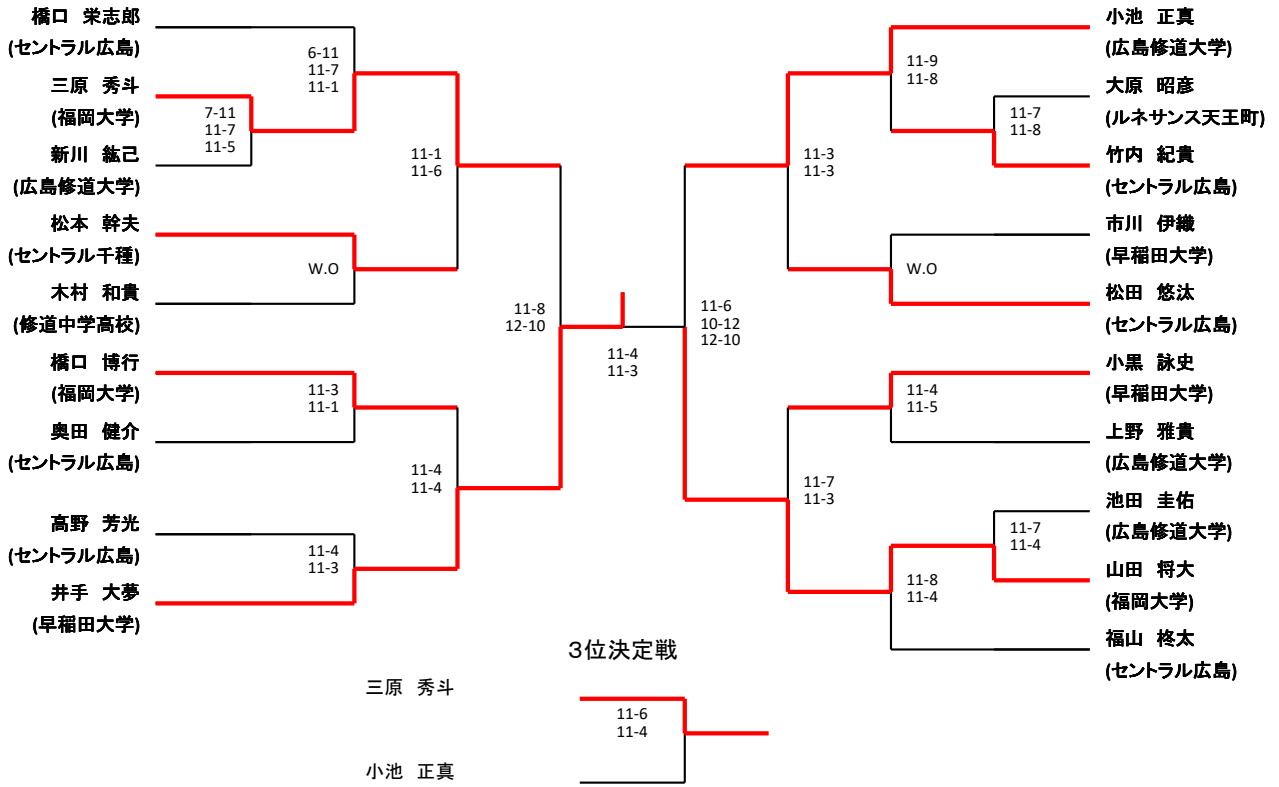 橋口 栄志郎
(セントラル広島)
三原 秀斗
(福岡大学)
新川 紘己
(広島修道大学)
松本 幹夫
(セントラル千種)
木村 和貴
(修道中学高校)
橋口 博行
(福岡大学)
奥田 健介
(セントラル広島)
高野 芳光
(セントラル広島)
井手 大夢
(早稲田大学)
7-11
11-7
11-5
6-11
11-7
11-1
W.O
11-3
11-1
11-4
11-3
11-1
11-6
11-4
11-4
11-8
12-10
11-4
11-3
11-6
10-12
12-10
11-3
11-3
11-7
11-3
11-9
11-8
W.O
11-4
11-5
11-8
11-4
11-7
11-8
11-7
11-4
小池 正真
(広島修道大学)
大原 昭彦
(ルネサンス天王町)
竹内 紀貴
(セントラル広島)
市川 伊織
(早稲田大学)
松田 悠汰
(セントラル広島)
小黒 詠史
(早稲田大学)
上野 雅貴
(広島修道大学)
池田 圭佑
(広島修道大学)
山田 将大
(福岡大学)
福山 柊太
(セントラル広島)
3位決定戦
三原 秀斗
11-6
11-4
小池 正真